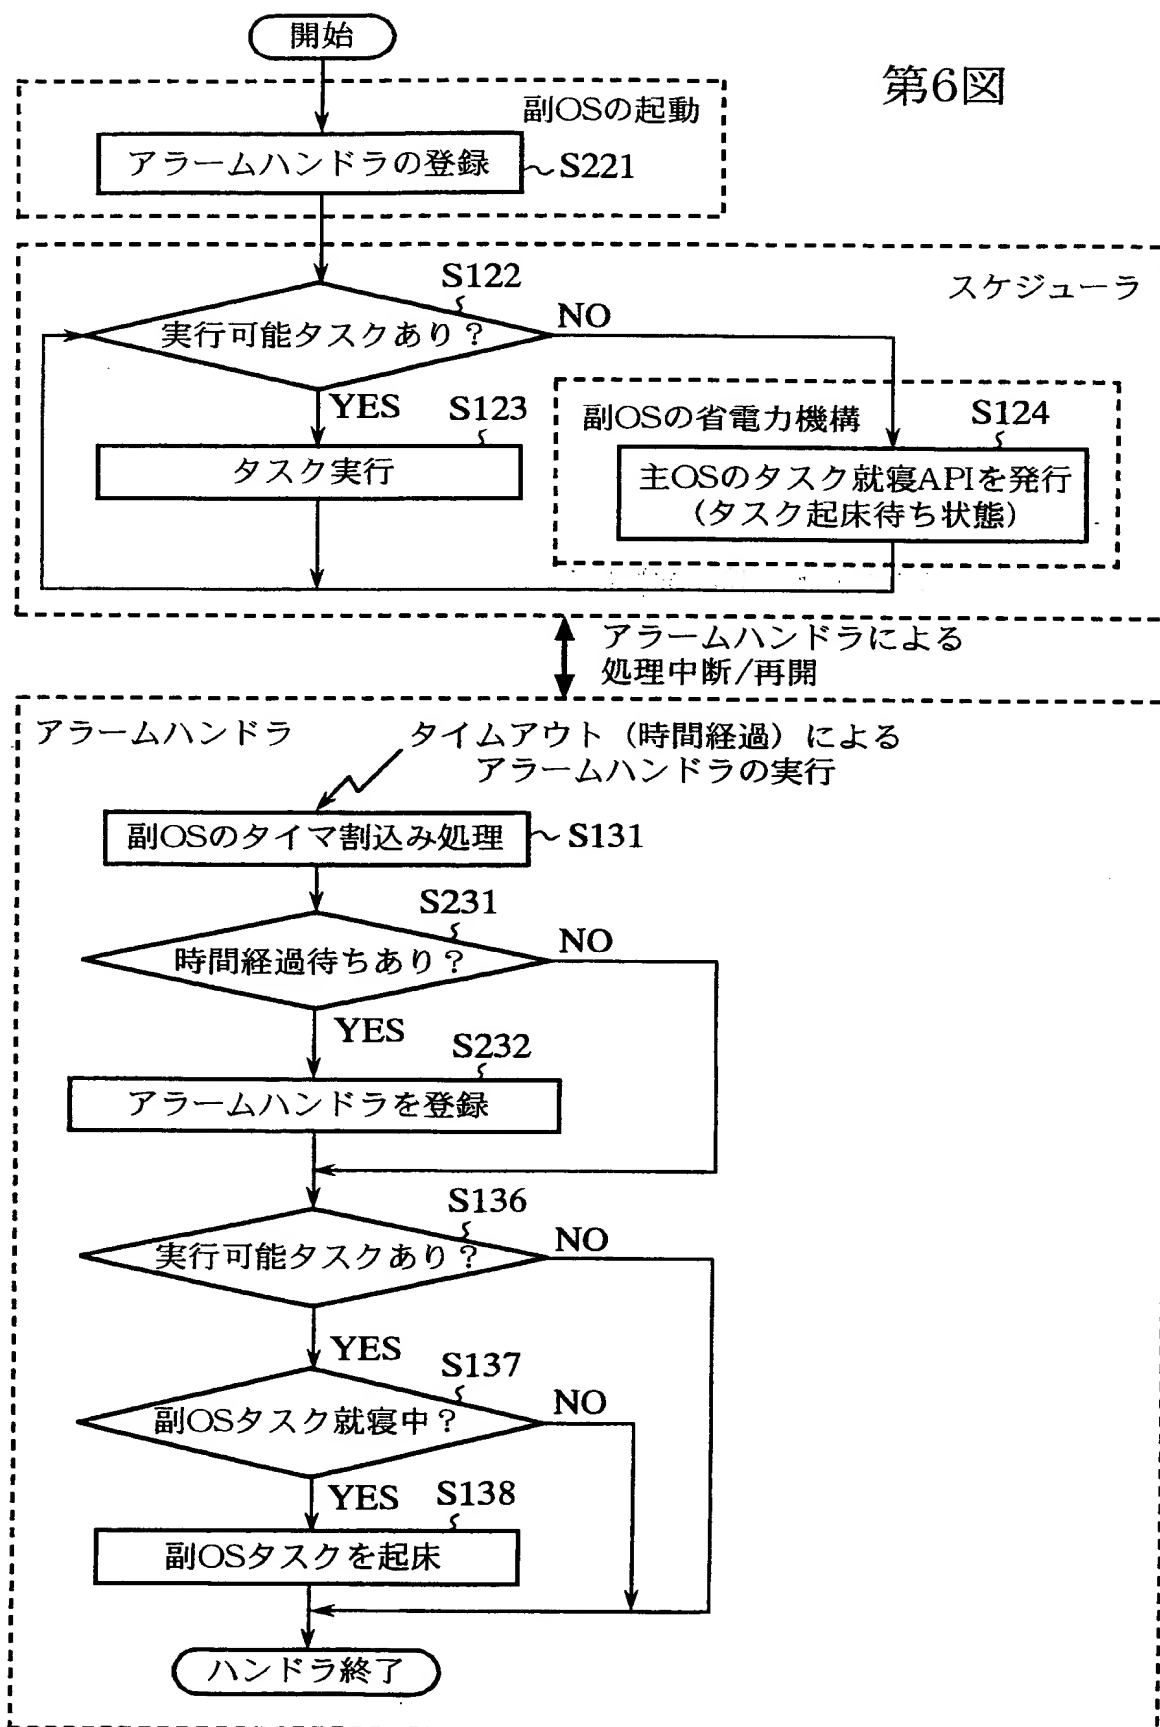 開始
第6図
副OSの起動
アラームハンドラの登録
S221
スケジューラ
S122
実行可能タスクあり？
NO
YES
S123
タスク実行
副OSの省電力機構
S124
主OSのタスク就寝APIを発行
（タスク起床待ち状態）
アラームハンドラによる
処理中断/再開
アラームハンドラ
タイムアウト（時間経過）による
アラームハンドラの実行
副OSのタイマ割込み処理
S131
S231
時間経過待ちあり？
NO
YES
S232
アラームハンドラを登録
S136
実行可能タスクあり？
NO
YES
S137
副OSタスク就寝中？
NO
YES
S138
副OSタスクを起床
ハンドラ終了